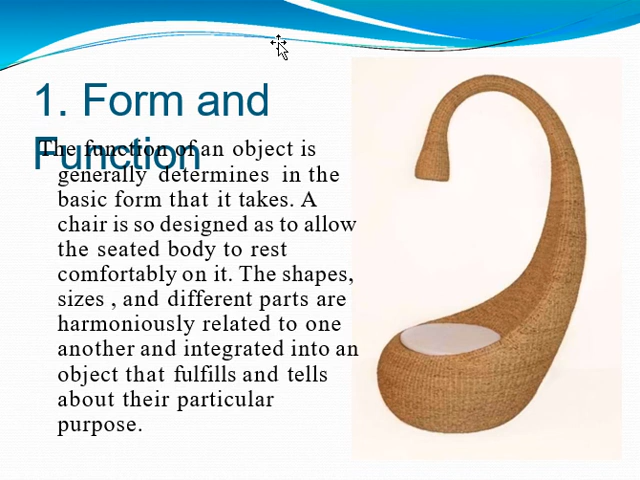 1. Form and
Function
The function of an object is
generally determines in the
basic form that it takes. A
chair is so designed as to allow
the seated body to rest
comfortably on it. The shapes,
sizes , and different parts are
harmoniously related to one
another and integrated into an
object that fulfills and tells
about their particular
purpose.